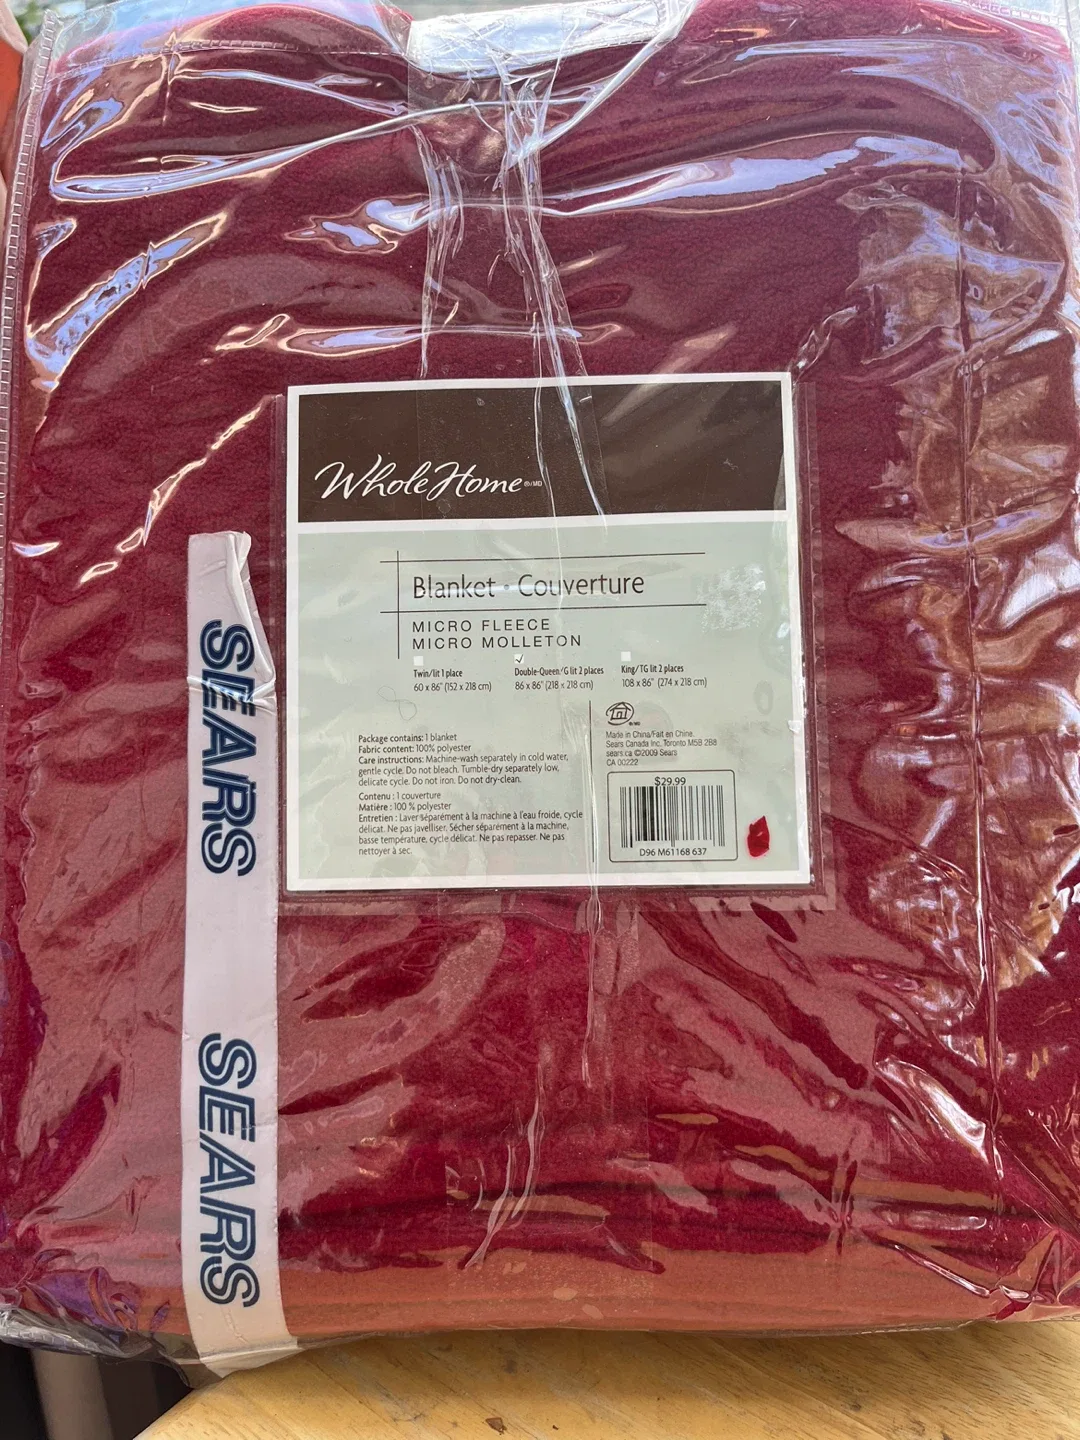 WholeHome ®/MD
Blanket • Couverture
MICRO FLEECE
MICRO MOLLETON
Twin/lit 1 place
60 x 86" (152 x 218 cm)
✓
Double-Queen/G lit 2 places
86 x 86" (218 x 218 cm)
King/TG lit 2 places
108 x 86" (274 x 218 cm)
Package contains: 1 blanket
Fabric content: 100% polyester
Care instructions: Machine-wash separately in cold water,
gentle cycle. Do not bleach. Tumble-dry separately low,
delicate cycle. Do not iron. Do not dry-clean.
Contenu : 1 couverture
Matière : 100 % polyester
Entretien : Laver séparément à la machine à l'eau froide, cycle
délicat. Ne pas javelliser. Sécher séparément à la machine,
basse température, cycle délicat. Ne pas repasser. Ne pas
nettoyer à sec.
®/MD
Made in China/Fait en Chine.
Sears Canada Inc. Toronto M5B 2B8
sears.ca ©2009 Sears
CA 00222
$29.99
D96 M61168 637
SEARS
SEARS